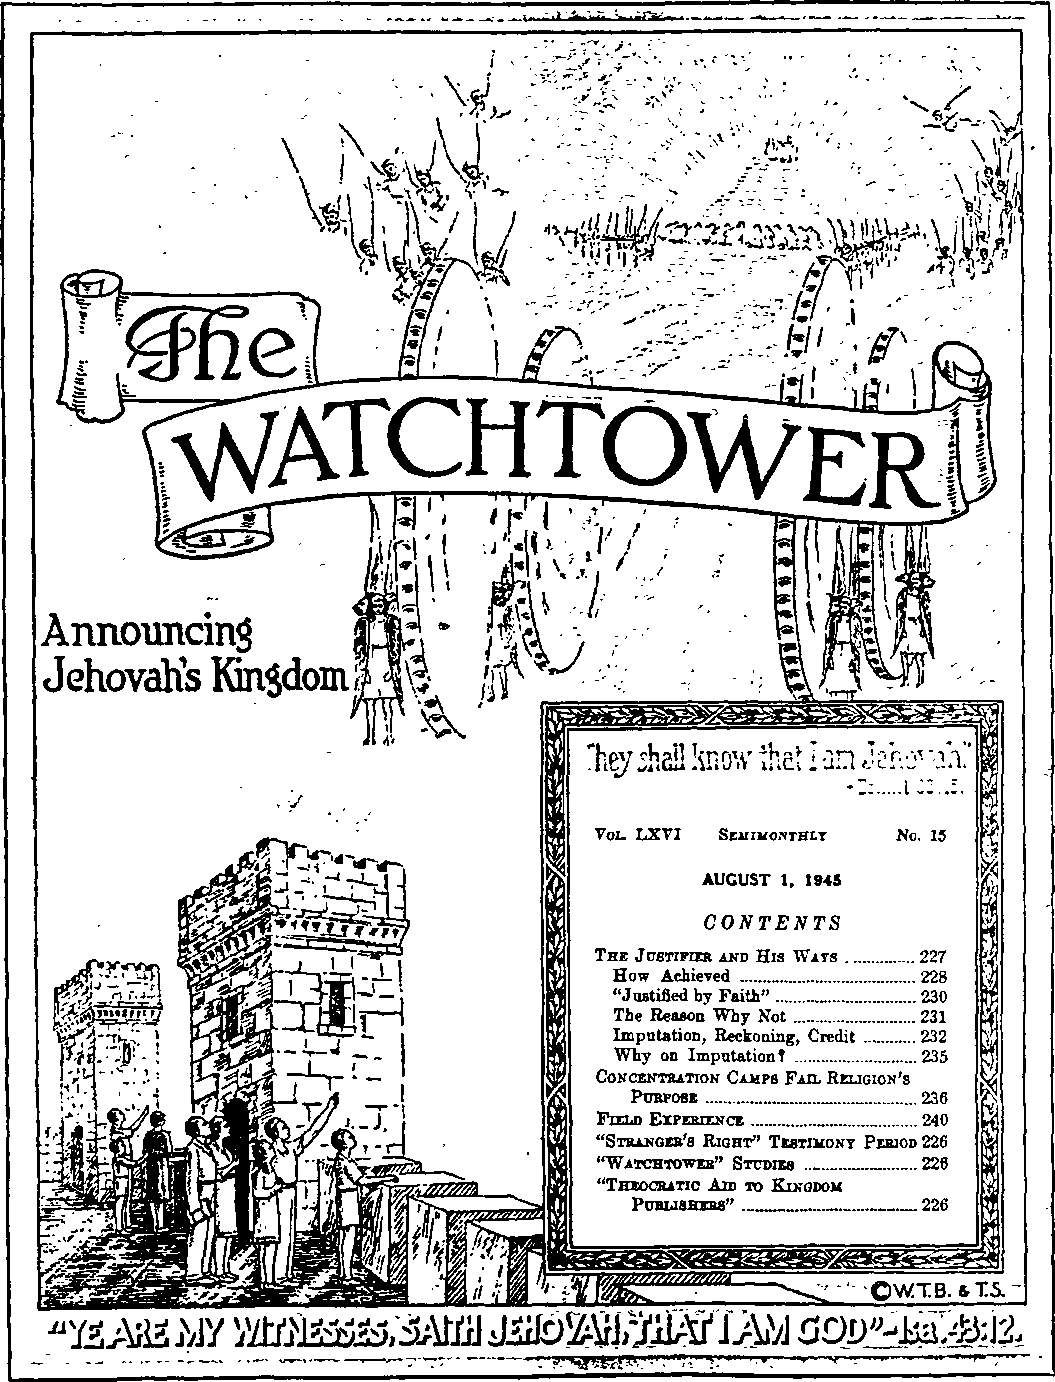 The
WATCHTOWER
Announcing
Jehovah's Kingdom
They shall know that I am Jehovah."
VOL. LXVI SEMIMONTHLY No. 15
AUGUST 1, 1945
CONTENTS
THE JUSTIFIER AND HIS WAYS . .............. 227
How Achieved .......................................... 228
"Justified by Faith" .................................. 230
The Reason Why Not .............................. 231
Imputation, Reckoning, Credit ............ 232
Why on Imputation? .............................. 235
CONCENTRATION CAMPS FAIL RELIGION'S
PURPOSE .................................................... 236
FIELD EXPERIENCE ........................................ 240
"STRANGER'S RIGHT" TESTIMONY PERIOD 226
"WATCHTOWER" STUDIES ............................ 226
"THEOCRATIC AID TO KINGDOM
PUBLISHERS" ............................................ 226
©W.T.B. & T.S.
"YE ARE MY WITNESSES, SAITH JEHOVAH, THAT I AM GOD"-Isa. 43:12.